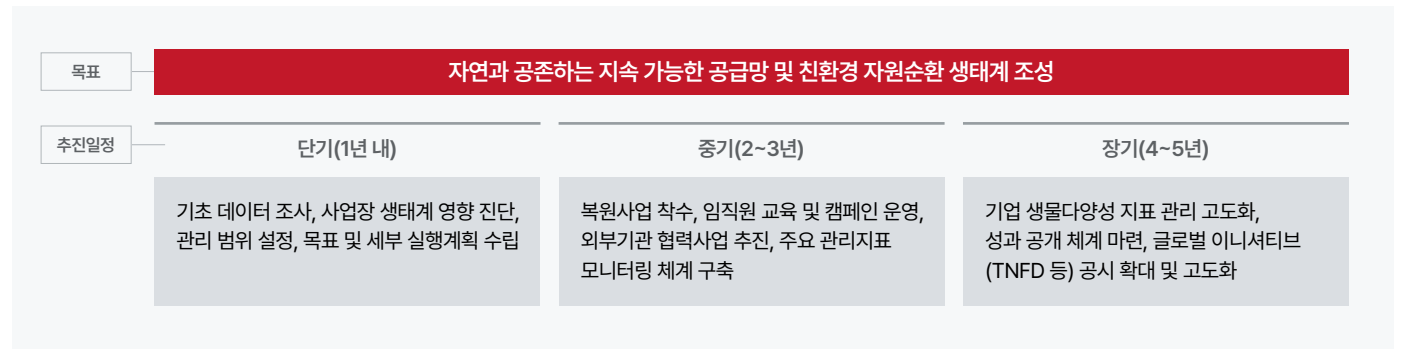 목표
자연과 공존하는 지속 가능한 공급망 및 친환경 자원순환 생태계 조성
추진일정
단기(1년 내)
중기(2~3년)
장기(4~5년)
기초 데이터 조사, 사업장 생태계 영향 진단,
관리 범위 설정, 목표 및 세부 실행계획 수립
복원사업 착수, 임직원 교육 및 캠페인 운영,
외부기관 협력사업 추진, 주요 관리지표
모니터링 체계 구축
기업 생물다양성 지표 관리 고도화,
성과 공개 체계 마련, 글로벌 이니셔티브
(TNFD 등) 공시 확대 및 고도화